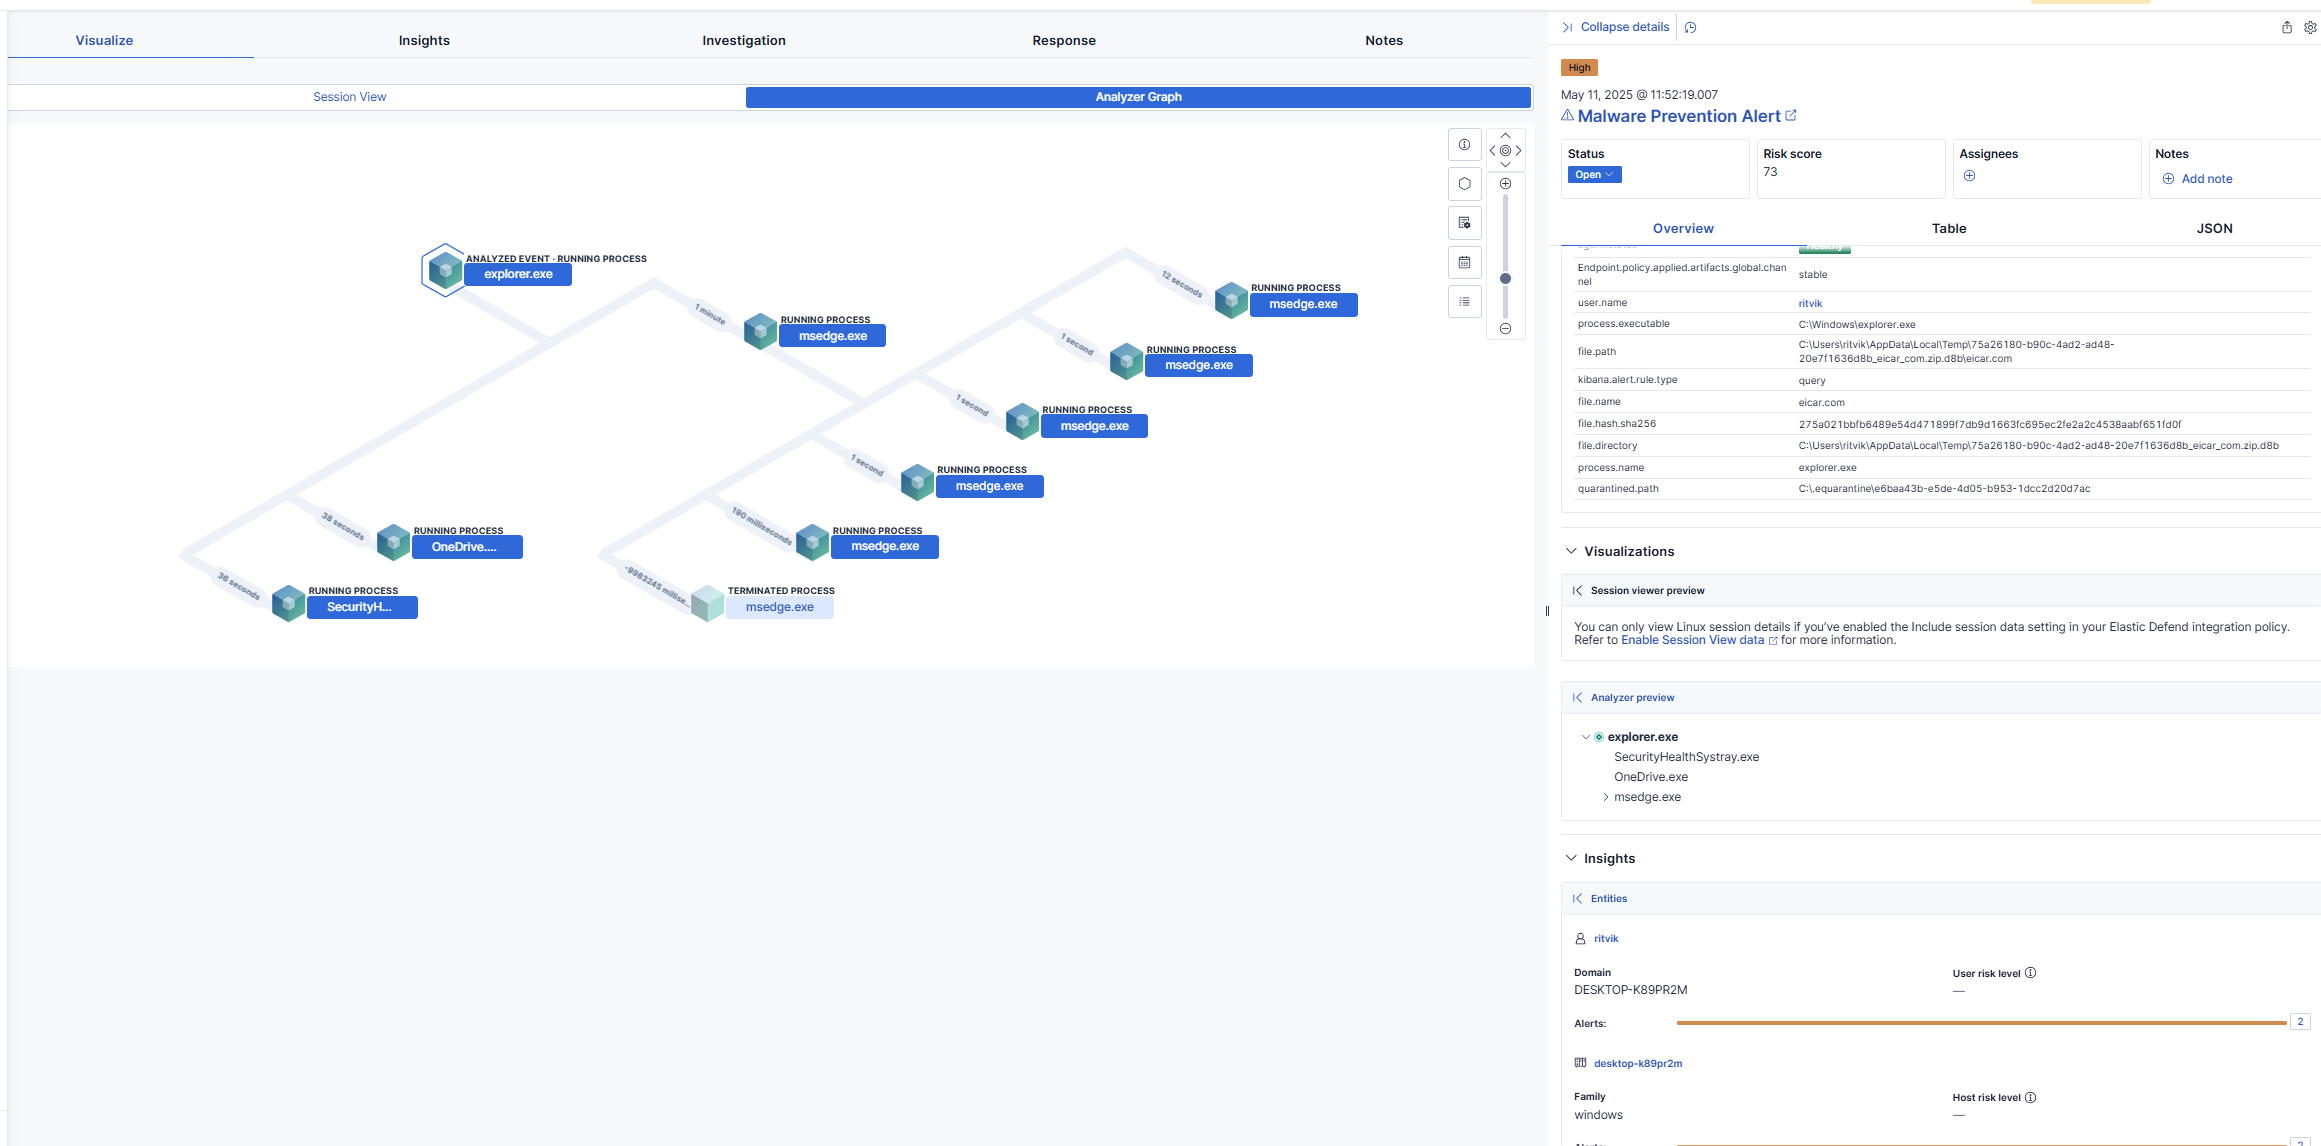 Visualize
Insights
Investigation
Response
Notes
Session View
Analyzer Graph
ANALYZED EVENT · RUNNING PROCESS
explorer.exe
1 minute
RUNNING PROCESS
msedge.exe
12 seconds
RUNNING PROCESS
msedge.exe
1 second
RUNNING PROCESS
msedge.exe
1 second
RUNNING PROCESS
msedge.exe
1 second
RUNNING PROCESS
msedge.exe
190 milliseconds
RUNNING PROCESS
msedge.exe
-9983245 millise...
TERMINATED PROCESS
msedge.exe
38 seconds
RUNNING PROCESS
OneDrive....
36 seconds
RUNNING PROCESS
SecurityH...
Collapse details
High
May 11, 2025 @ 11:52:19.007
Malware Prevention Alert
Status
Open
Risk score
73
Assignees
Notes
Add note
Overview
Table
JSON
Endpoint.policy.applied.artifacts.global.chan
nel
stable
user.name
ritvik
process.executable
C:\Windows\explorer.exe
file.path
C:\Users\ritvik\AppData\Local\Temp\75a26180-b90c-4ad2-ad48-
20e7f1636d8b_eicar_com.zip.d8b\eicar.com
kibana.alert.rule.type
query
file.name
eicar.com
file.hash.sha256
275a021bbfb6489e54d471899f7db9d1663fc695ec2fe2a2c4538aabf651fd0f
file.directory
C:\Users\ritvik\AppData\Local\Temp\75a26180-b90c-4ad2-ad48-20e7f1636d8b_eicar_com.zip.d8b
process.name
explorer.exe
quarantined.path
C:\.equarantine\e6baa43b-e5de-4d05-b953-1dcc2d20d7ac
Visualizations
Session viewer preview
You can only view Linux session details if you've enabled the Include session data setting in your Elastic Defend integration policy.
Refer to Enable Session View data for more information.
Analyzer preview
explorer.exe
SecurityHealthSystray.exe
OneDrive.exe
msedge.exe
Insights
Entities
ritvik
Domain
DESKTOP-K89PR2M
User risk level
—
Alerts:
2
desktop-k89pr2m
Family
windows
Host risk level
—